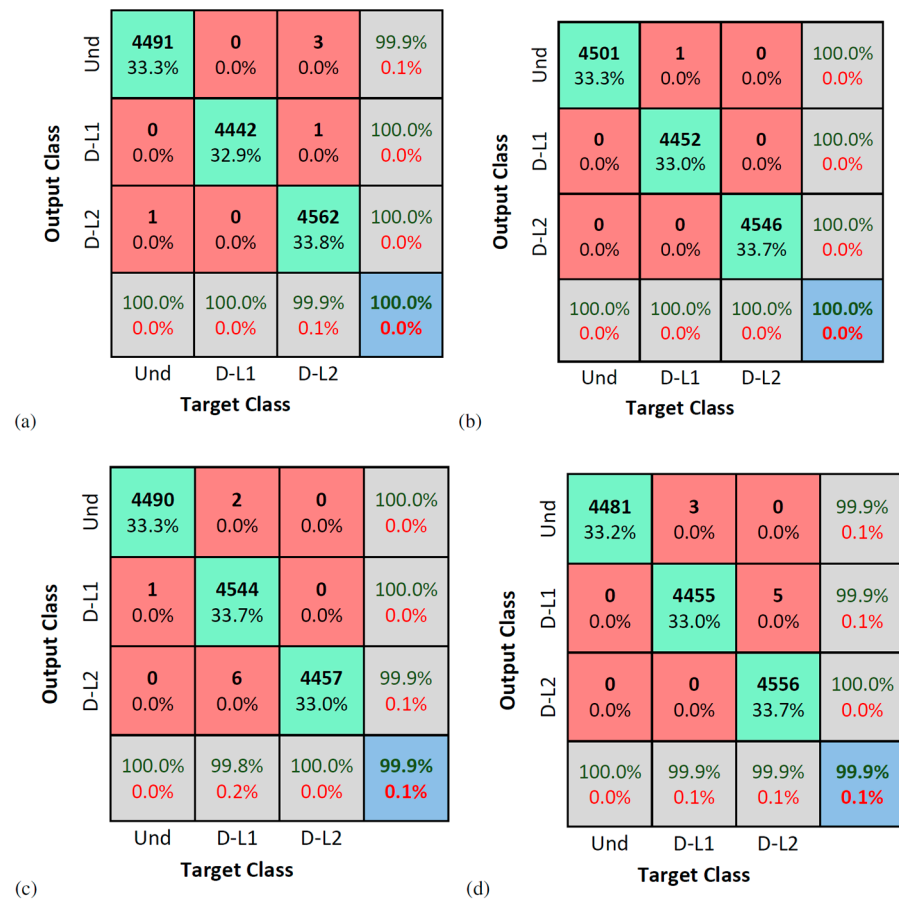 Output Class
Und
4491 0 3 99.9%
33.3% 0.0% 0.0% 0.1%
D-L1
0 4442 1 100.0%
0.0% 32.9% 0.0% 0.0%
D-L2
1 0 4562 100.0%
0.0% 0.0% 33.8% 0.0%
100.0% 100.0% 99.9% 100.0%
0.0% 0.0% 0.1% 0.0%
Und D-L1 D-L2
Target Class
(a)
Output Class
Und
4501 1 0 100.0%
33.3% 0.0% 0.0% 0.0%
D-L1
0 4452 0 100.0%
0.0% 33.0% 0.0% 0.0%
D-L2
0 0 4546 100.0%
0.0% 0.0% 33.7% 0.0%
100.0% 100.0% 100.0% 100.0%
0.0% 0.0% 0.0% 0.0%
Und D-L1 D-L2
Target Class
(b)
Output Class
Und
4490 2 0 100.0%
33.3% 0.0% 0.0% 0.0%
D-L1
1 4544 0 100.0%
0.0% 33.7% 0.0% 0.0%
D-L2
0 6 4457 99.9%
0.0% 0.0% 33.0% 0.1%
100.0% 99.8% 100.0% 99.9%
0.0% 0.2% 0.0% 0.1%
Und D-L1 D-L2
Target Class
(c)
Output Class
Und
4481 3 0 99.9%
33.2% 0.0% 0.0% 0.1%
D-L1
0 4455 5 99.9%
0.0% 33.0% 0.0% 0.1%
D-L2
0 0 4556 100.0%
0.0% 0.0% 33.7% 0.0%
100.0% 99.9% 99.9% 99.9%
0.0% 0.1% 0.1% 0.1%
Und D-L1 D-L2
Target Class
(d)